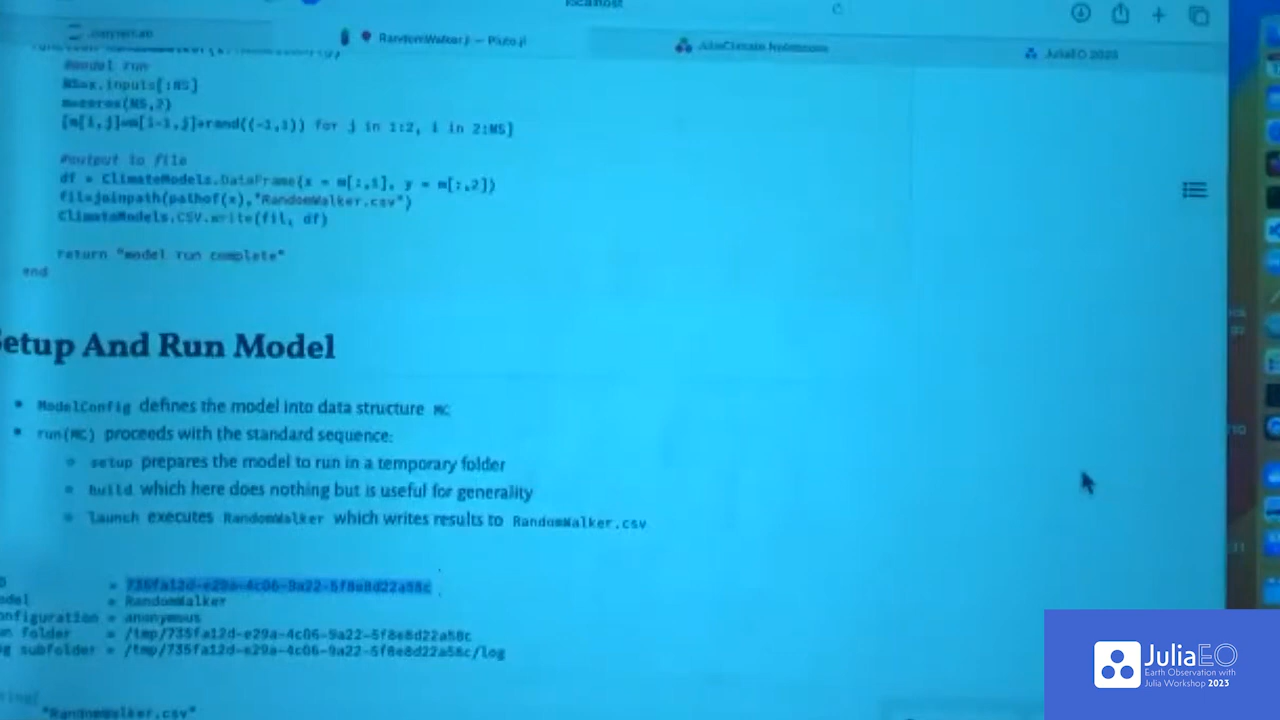 localhost
RandomWalker.jl — Pluto.jl
JuliaClimate Notebooks
JuliaEO 2023
#model run
NS=x.inputs[:NS]
m=zeros(NS,2)
[m[i,j]=m[i-1,j]+rand((-1,1)) for j in 1:2, i in 2:NS]
#output to file
df = ClimateModels.DataFrame(x = m[:,1], y = m[:,2])
fil=joinpath(pathof(x),"RandomWalker.csv")
ClimateModels.CSV.write(fil, df)
return "model run complete"
end
etup And Run Model
• ModelConfig defines the model into data structure MC
• run(MC) proceeds with the standard sequence:
◦ setup prepares the model to run in a temporary folder
◦ build which here does nothing but is useful for generality
◦ launch executes RandomWalker which writes results to RandomWalker.csv
= 735fa12d-e29a-4c06-9a22-5f8e8d22a58c
odel = RandomWalker
onfiguration = anonymous
un folder = /tmp/735fa12d-e29a-4c06-9a22-5f8e8d22a58c
og subfolder = /tmp/735fa12d-e29a-4c06-9a22-5f8e8d22a58c/log
"RandomWalker.csv"
JuliaEO
Earth Observation with
Julia Workshop 2023